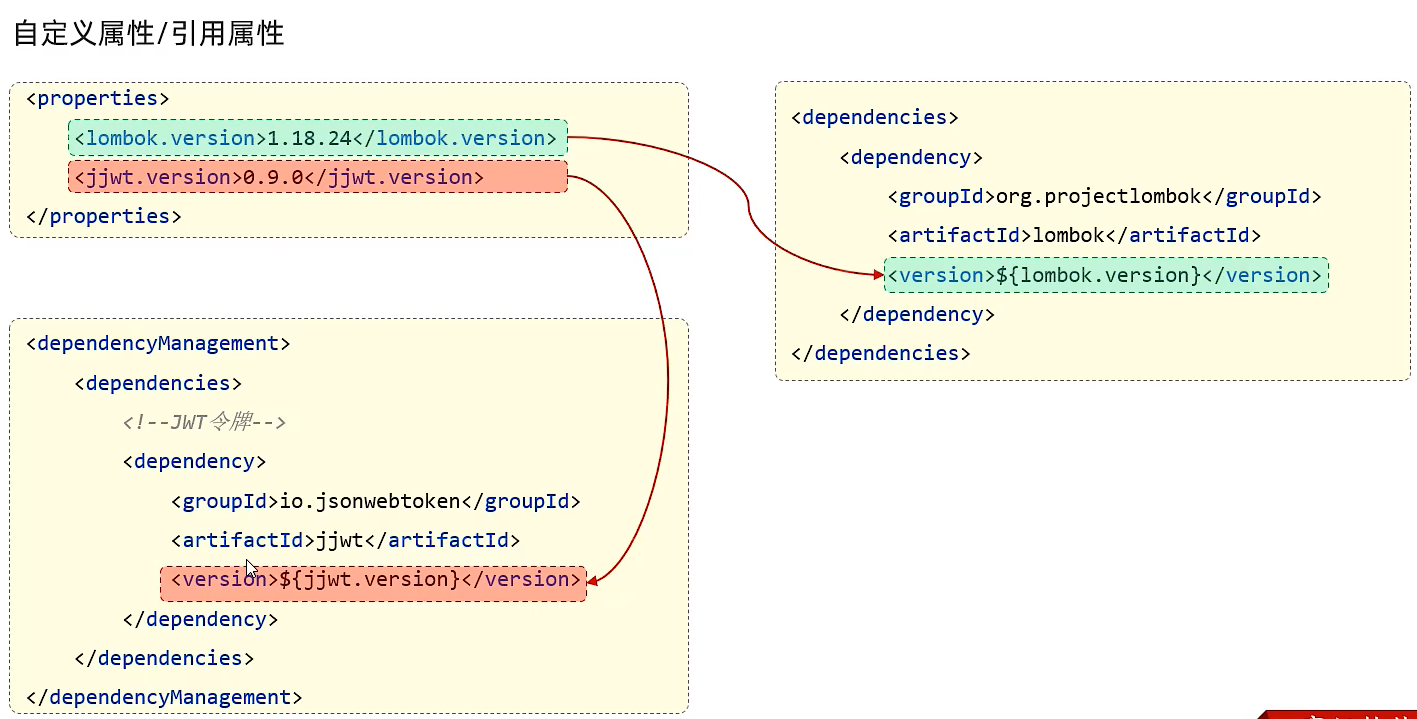 自定义属性/引用属性
<properties>
<lombok.version>1.18.24</lombok.version>
<jjwt.version>0.9.0</jjwt.version>
</properties>
<dependencyManagement>
<dependencies>
<!--JWT令牌-->
<dependency>
<groupId>io.jsonwebtoken</groupId>
<artifactId>jjwt</artifactId>
<version>${jjwt.version}</version>
</dependency>
</dependencies>
</dependencyManagement>
<dependencies>
<dependency>
<groupId>org.projectlombok</groupId>
<artifactId>lombok</artifactId>
<version>${lombok.version}</version>
</dependency>
</dependencies>